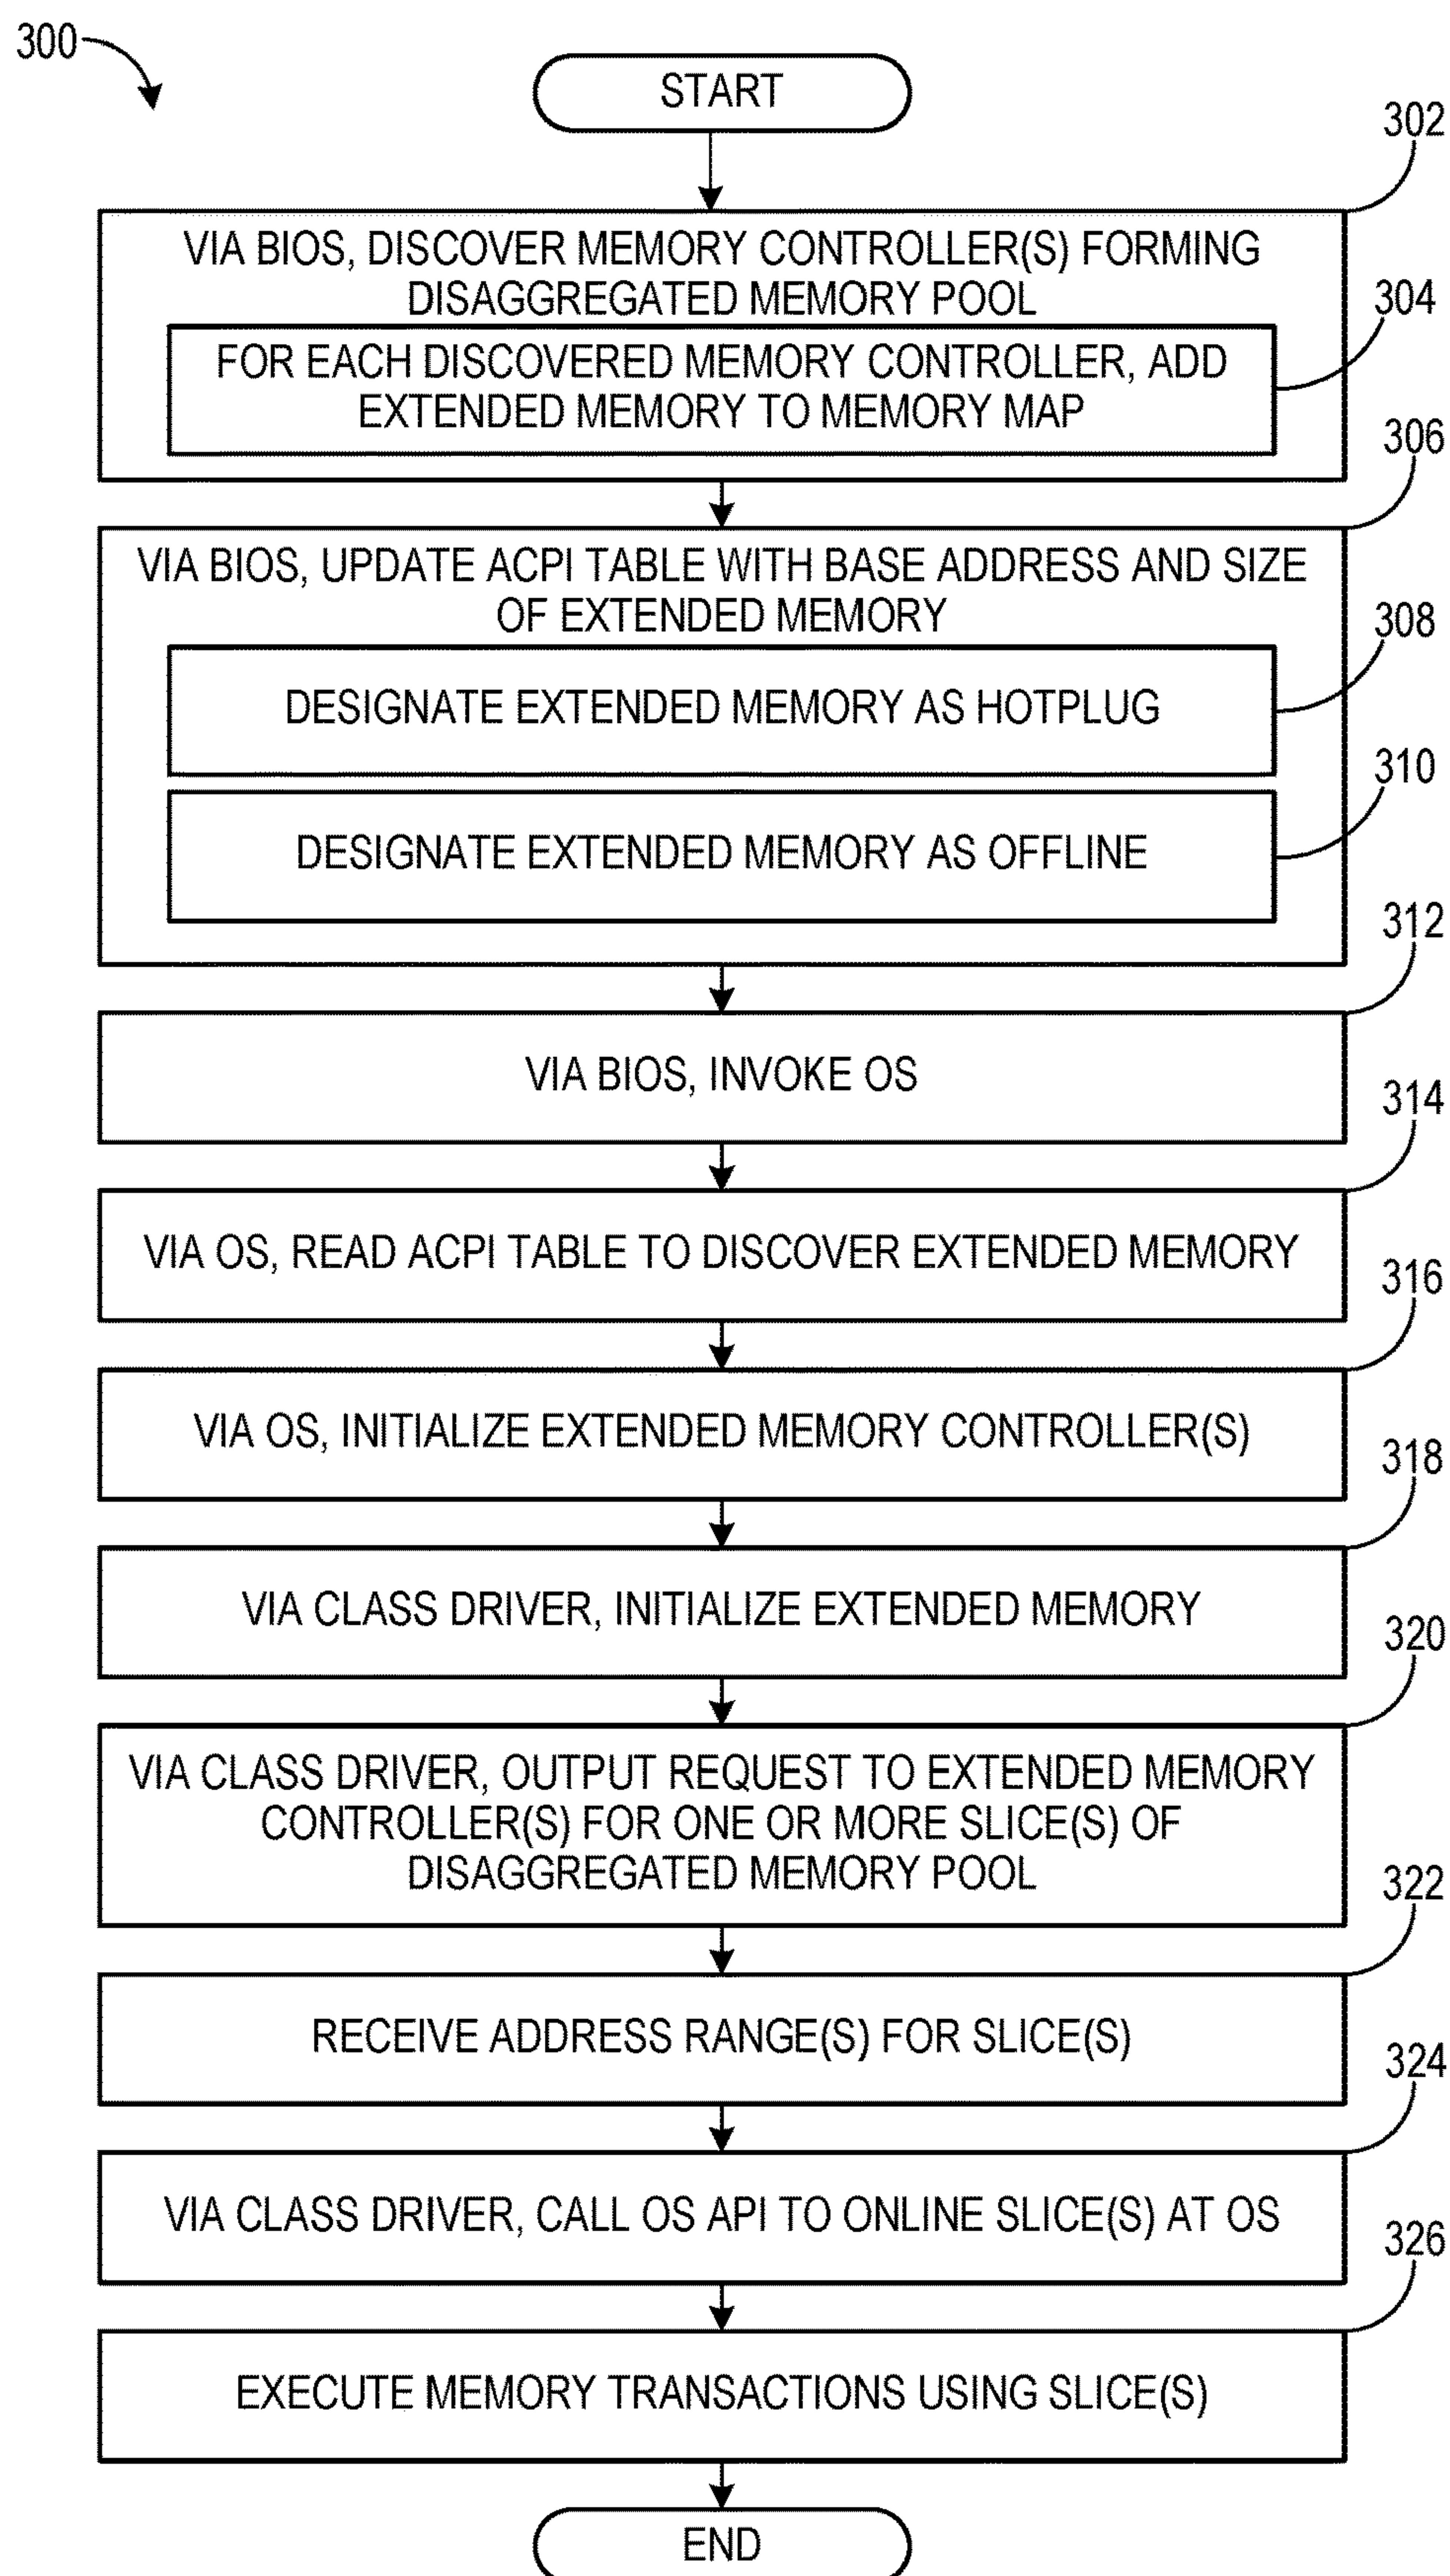 300
START
302
VIA BIOS, DISCOVER MEMORY CONTROLLER(S) FORMING
DISAGGREGATED MEMORY POOL
304
FOR EACH DISCOVERED MEMORY CONTROLLER, ADD
EXTENDED MEMORY TO MEMORY MAP
306
VIA BIOS, UPDATE ACPI TABLE WITH BASE ADDRESS AND SIZE
OF EXTENDED MEMORY
308
DESIGNATE EXTENDED MEMORY AS HOTPLUG
310
DESIGNATE EXTENDED MEMORY AS OFFLINE
312
VIA BIOS, INVOKE OS
314
VIA OS, READ ACPI TABLE TO DISCOVER EXTENDED MEMORY
316
VIA OS, INITIALIZE EXTENDED MEMORY CONTROLLER(S)
318
VIA CLASS DRIVER, INITIALIZE EXTENDED MEMORY
320
VIA CLASS DRIVER, OUTPUT REQUEST TO EXTENDED MEMORY
CONTROLLER(S) FOR ONE OR MORE SLICE(S) OF
DISAGGREGATED MEMORY POOL
322
RECEIVE ADDRESS RANGE(S) FOR SLICE(S)
324
VIA CLASS DRIVER, CALL OS API TO ONLINE SLICE(S) AT OS
326
EXECUTE MEMORY TRANSACTIONS USING SLICE(S)
END